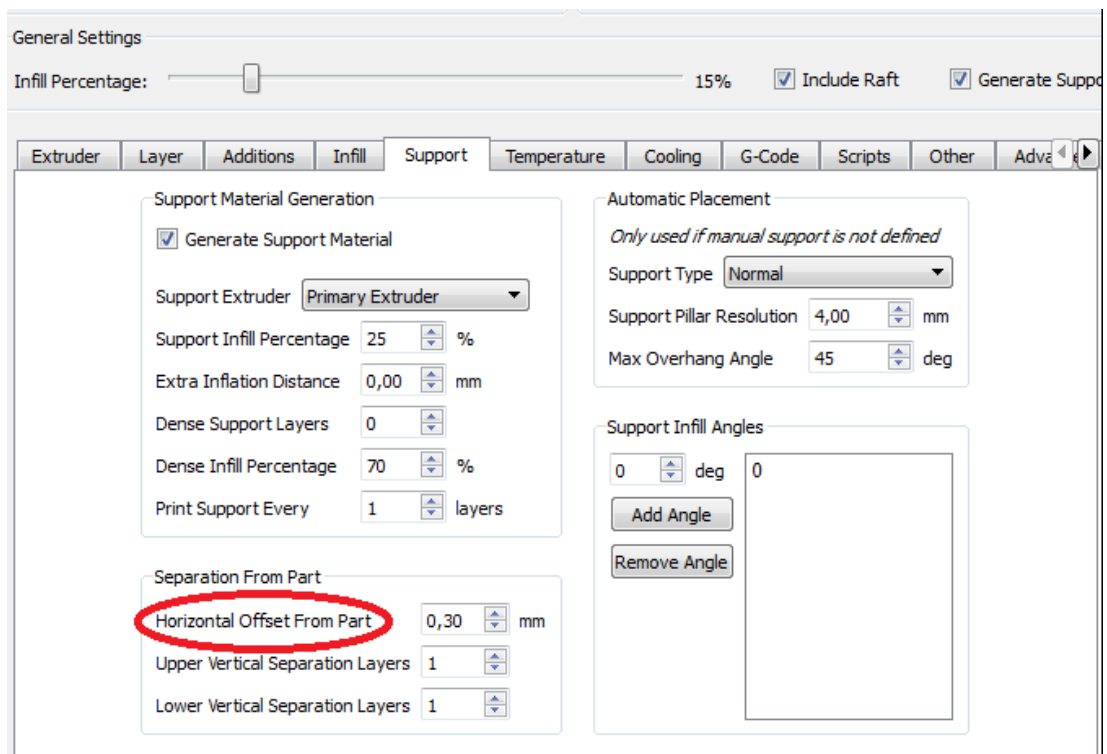 General Settings
Infill Percentage: 15% Include Raft Generate Suppo
Extruder Layer Additions Infill Support Temperature Cooling G-Code Scripts Other Adva
Support Material Generation
Generate Support Material
Support Extruder Primary Extruder
Support Infill Percentage 25 %
Extra Inflation Distance 0,00 mm
Dense Support Layers 0
Dense Infill Percentage 70 %
Print Support Every 1 layers
Separation From Part
Horizontal Offset From Part 0,30 mm
Upper Vertical Separation Layers 1
Lower Vertical Separation Layers 1
Automatic Placement
Only used if manual support is not defined
Support Type Normal
Support Pillar Resolution 4,00 mm
Max Overhang Angle 45 deg
Support Infill Angles
0 deg 0
Add Angle
Remove Angle